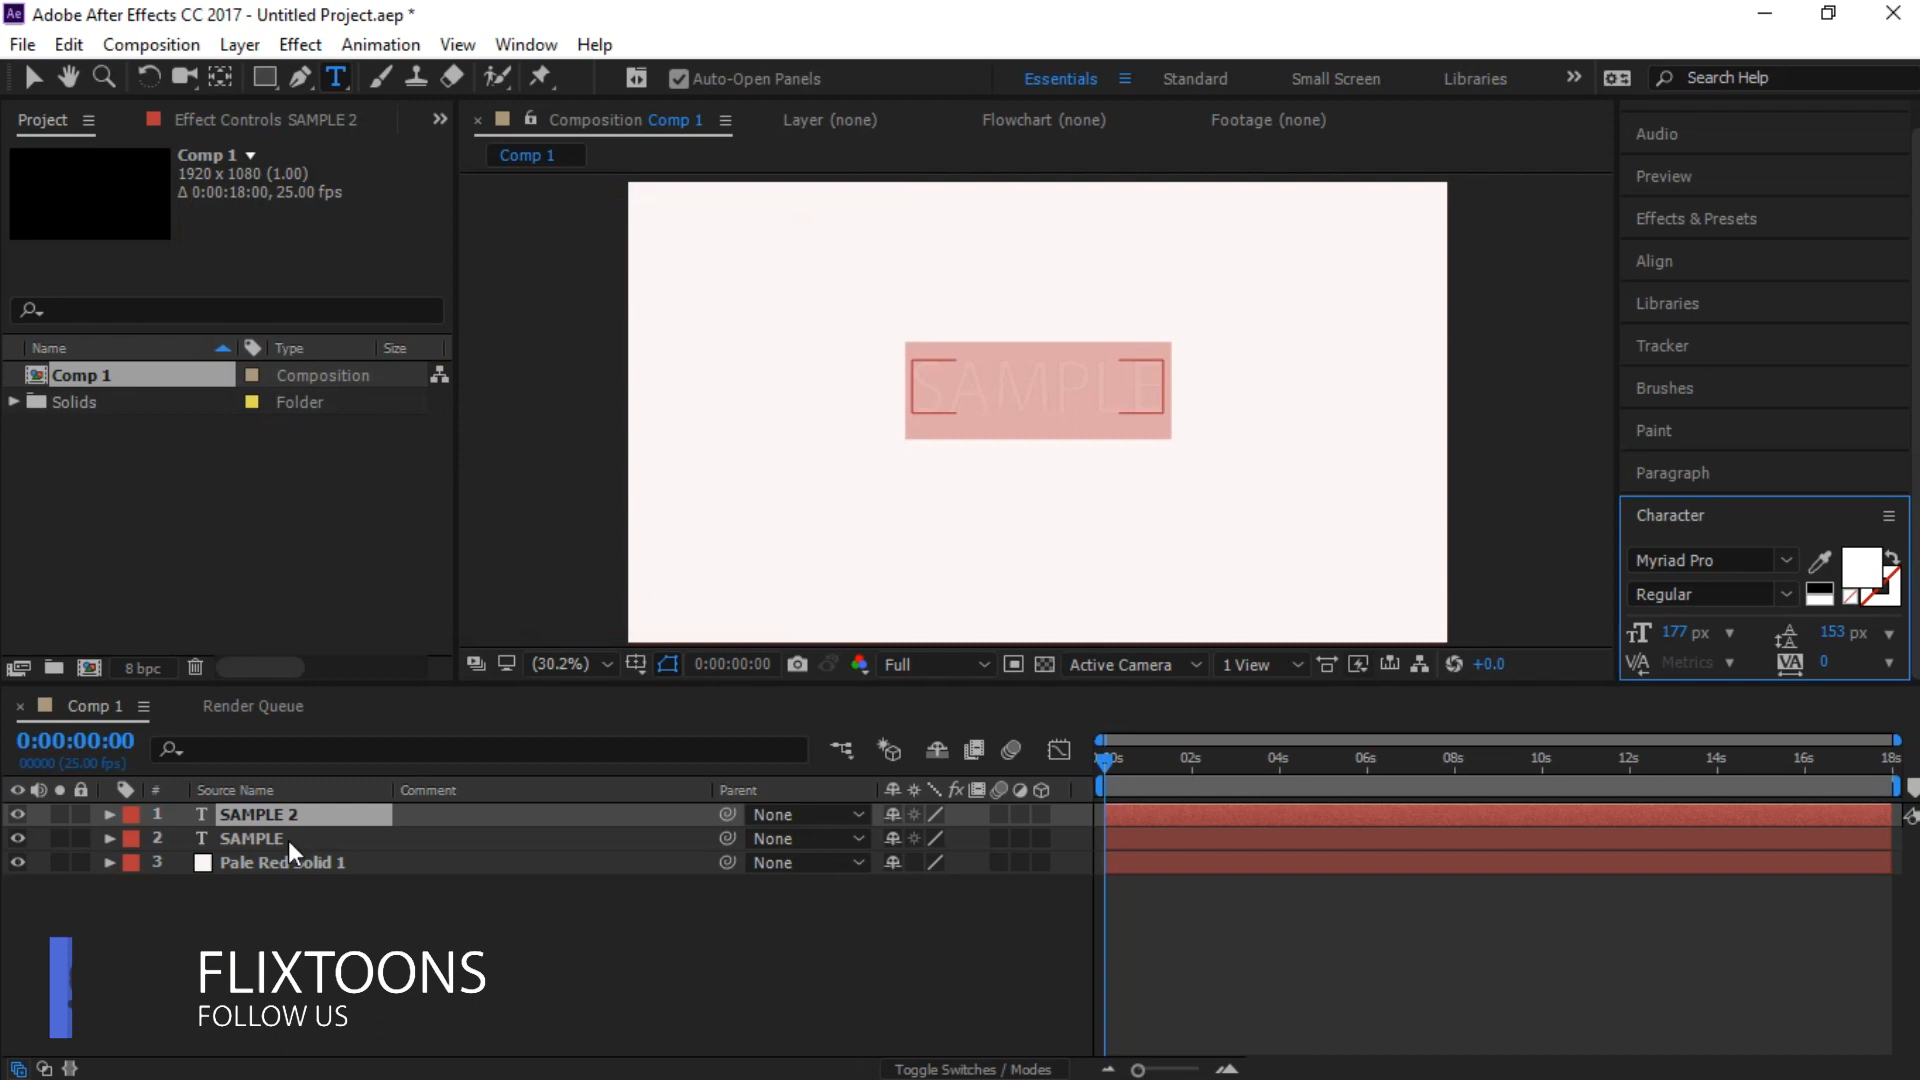 Adobe After Effects CC 2017 - Untitled Project.aep *
File Edit Composition Layer Effect Animation View Window Help
Auto-Open Panels Essentials Standard Small Screen Libraries Search Help
Project Effect Controls SAMPLE 2
Composition Comp 1 Layer (none) Flowchart (none) Footage (none)
Comp 1
Comp 1
1920 x 1080 (1.00)
Δ 0:00:18:00, 25.00 fps
Name Type Size
Comp 1 Composition
Solids Folder
SAMPLE
Audio
Preview
Effects & Presets
Align
Libraries
Tracker
Brushes
Paint
Paragraph
Character
Myriad Pro
Regular
177 px 153 px
Metrics 0
8 bpc
(30.2%) 0:00:00:00 Full Active Camera 1 View +0.0
Comp 1 Render Queue
0:00:00:00
00000 (25.00 fps)
02s 04s 06s 08s 10s 12s 14s 16s 18s
# Source Name Comment Parent
1 T SAMPLE 2 None
2 T SAMPLE None
3 Pale Red Solid 1 None
FLIXTOONS
FOLLOW US
Toggle Switches / Modes